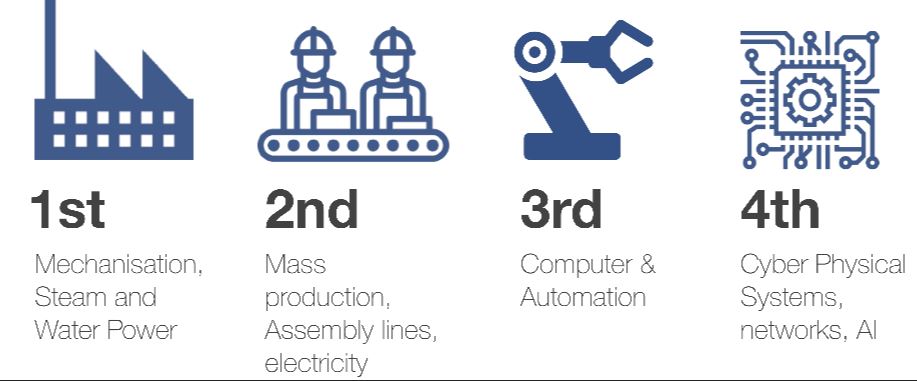 1st
Mechanisation,
Steam and
Water Power
2nd
Mass
production,
Assembly lines,
electricity
3rd
Computer &
Automation
4th
Cyber Physical
Systems,
networks, AI